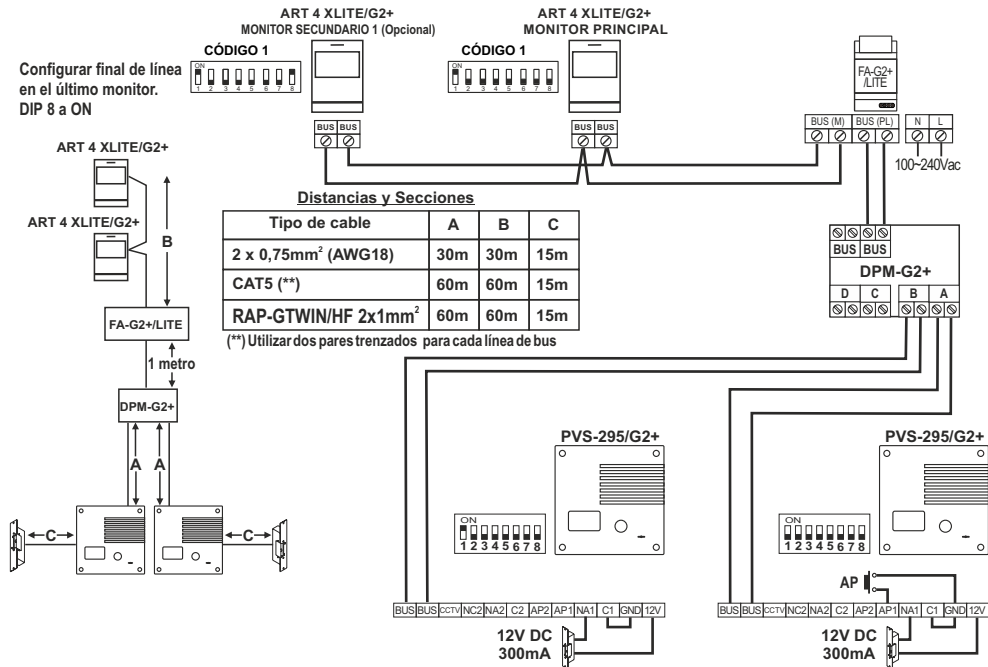 ART 4 XLITE/G2+
MONITOR SECUNDARIO 1 (Opcional)
ART 4 XLITE/G2+
MONITOR PRINCIPAL
CÓDIGO 1
ON
1 2 3 4 5 6 7 8
CÓDIGO 1
ON
1 2 3 4 5 6 7 8
Configurar final de línea
en el último monitor.
DIP 8 a ON
FA-G2+
/LITE
BUS BUS
BUS BUS
BUS (M) BUS (PL) N L
100~240Vac
ART 4 XLITE/G2+
ART 4 XLITE/G2+
B
FA-G2+/LITE
1 metro
DPM-G2+
A A
C C
Distancias y Secciones
Tipo de cable A B C
2 x 0,75mm² (AWG18) 30m 30m 15m
CAT5 (**) 60m 60m 15m
RAP-GTWIN/HF 2x1mm² 60m 60m 15m
(**) Utilizar dos pares trenzados para cada línea de bus
BUS BUS
DPM-G2+
D C B A
PVS-295/G2+
ON
1 2 3 4 5 6 7 8
PVS-295/G2+
ON
1 2 3 4 5 6 7 8
AP
BUS BUS CCTV NC2 NA2 C2 AP2 AP1 NA1 C1 GND 12V
12V DC
300mA
BUS BUS CCTV NC2 NA2 C2 AP2 AP1 NA1 C1 GND 12V
12V DC
300mA